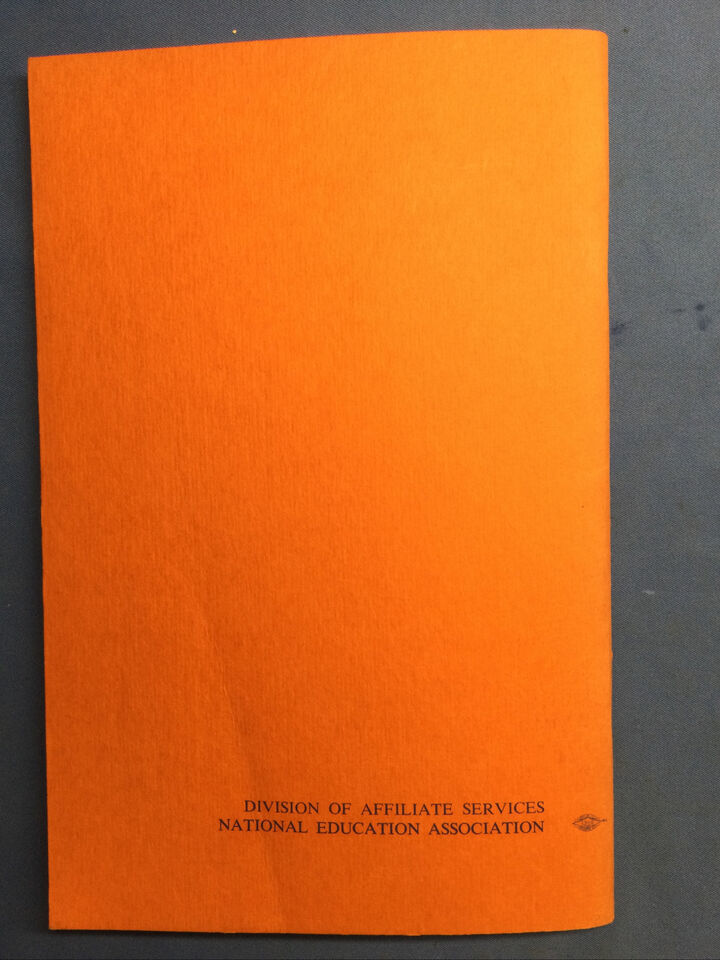 DIVISION OF AFFILIATE SERVICES
NATIONAL EDUCATION ASSOCIATION